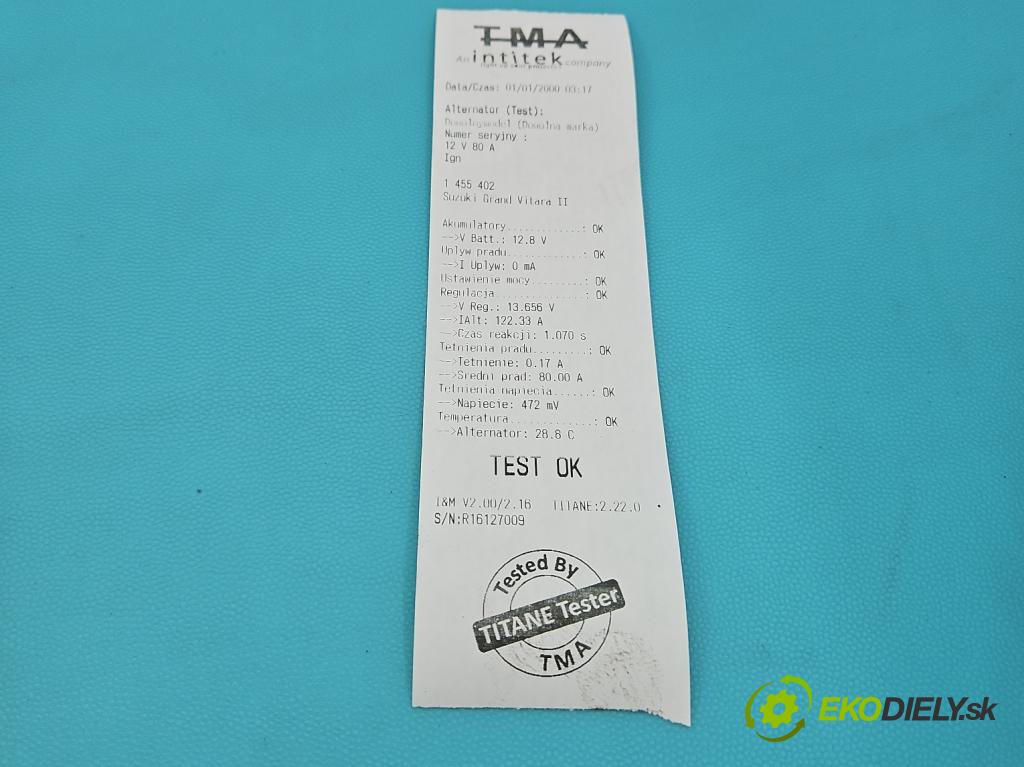 TMA
An intitek company
Data/Czas: 01/01/2000 03:17
Alternator (Test):
Dowolnymodel (Dowolna marka)
Numer seryjny :
12 V 80 A
Ign
1 455 402
Suzuki Grand Vitara II
Akumulatory............: OK
-->V Batt.: 12.8 V
Uplyw pradu............: OK
-->I Uplyw: 0 mA
Ustawienie mocy........: OK
Regulacja..............: OK
-->V Reg.: 13.656 V
-->IAlt: 122.33 A
-->Czas reakcji: 1.070 s
Tetnienia pradu.........: OK
-->Tetnienie: 0.17 A
-->Sredni prad: 80.00 A
Tetnienia napiecia......: OK
-->Napiecie: 472 mV
Temperatura.............: OK
-->Alternator: 28.6 C
TEST OK
I&M V2.00/2.16 TITANE:2.22.0
S/N:R16127009
Tested By
TITANE Tester
TMA
EKODIELY.sk